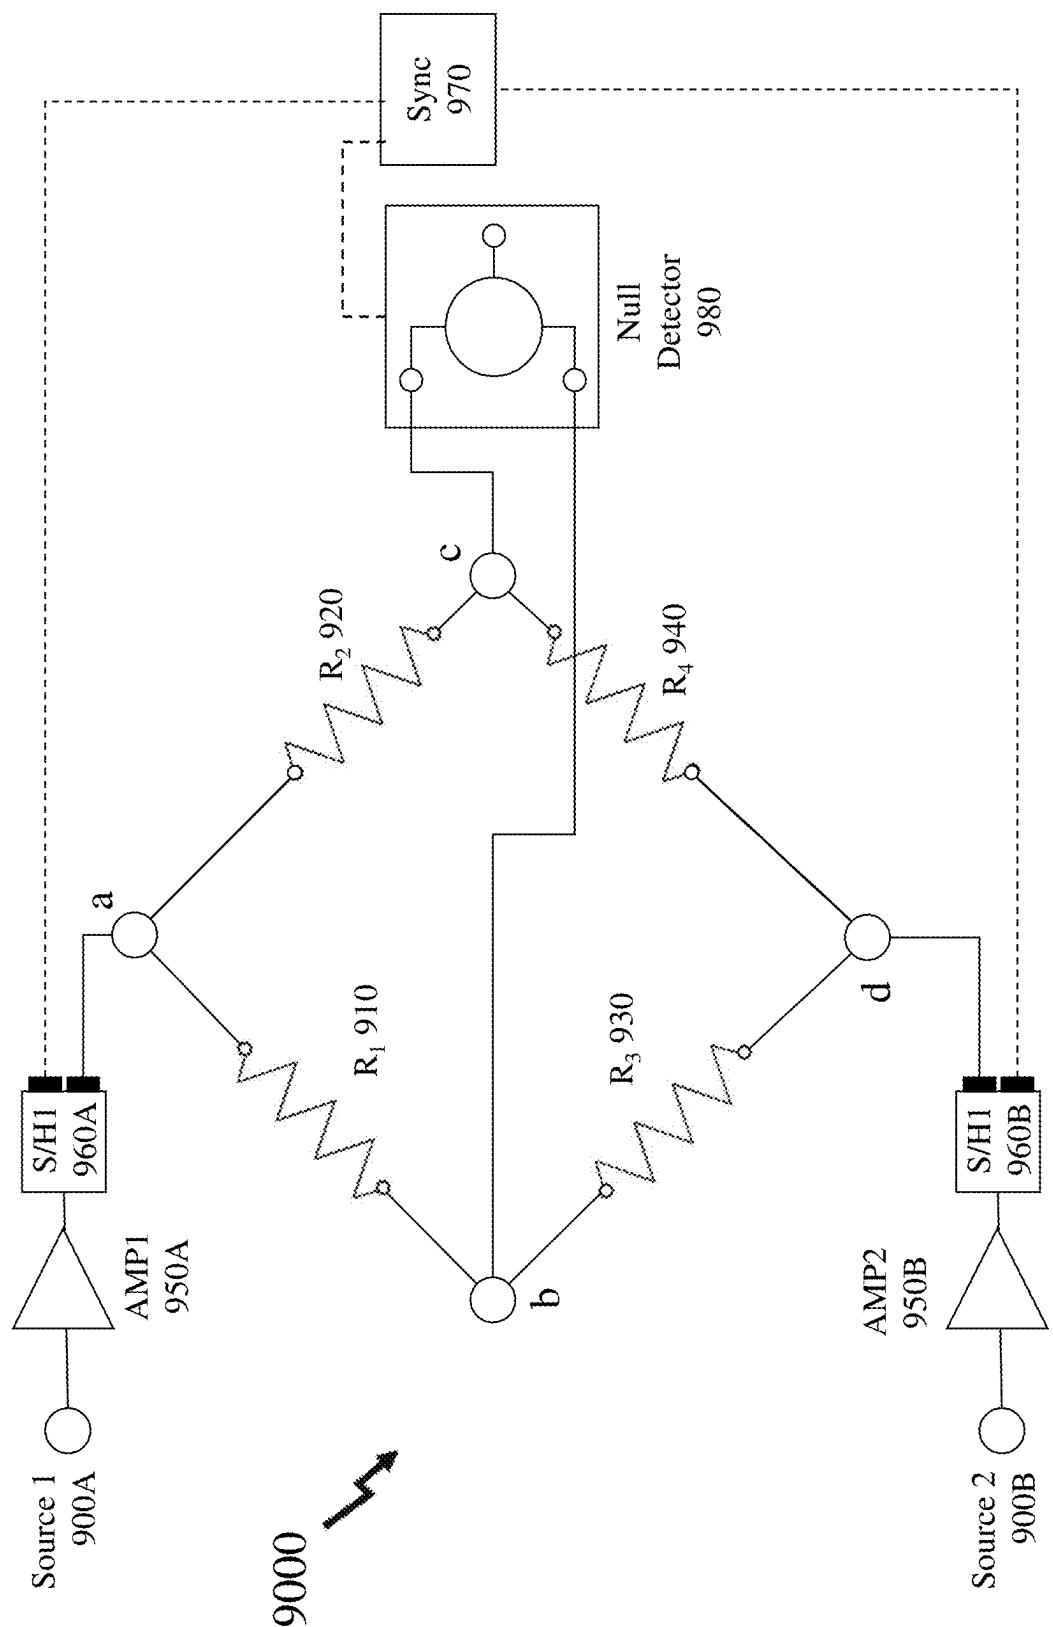 Source 1
900A
AMP1
950A
S/H1
960A
a
R1 910
R2 920
c
b
R3 930
R4 940
d
Sync
970
Null
Detector
980
Source 2
900B
AMP2
950B
S/H1
960B
9000